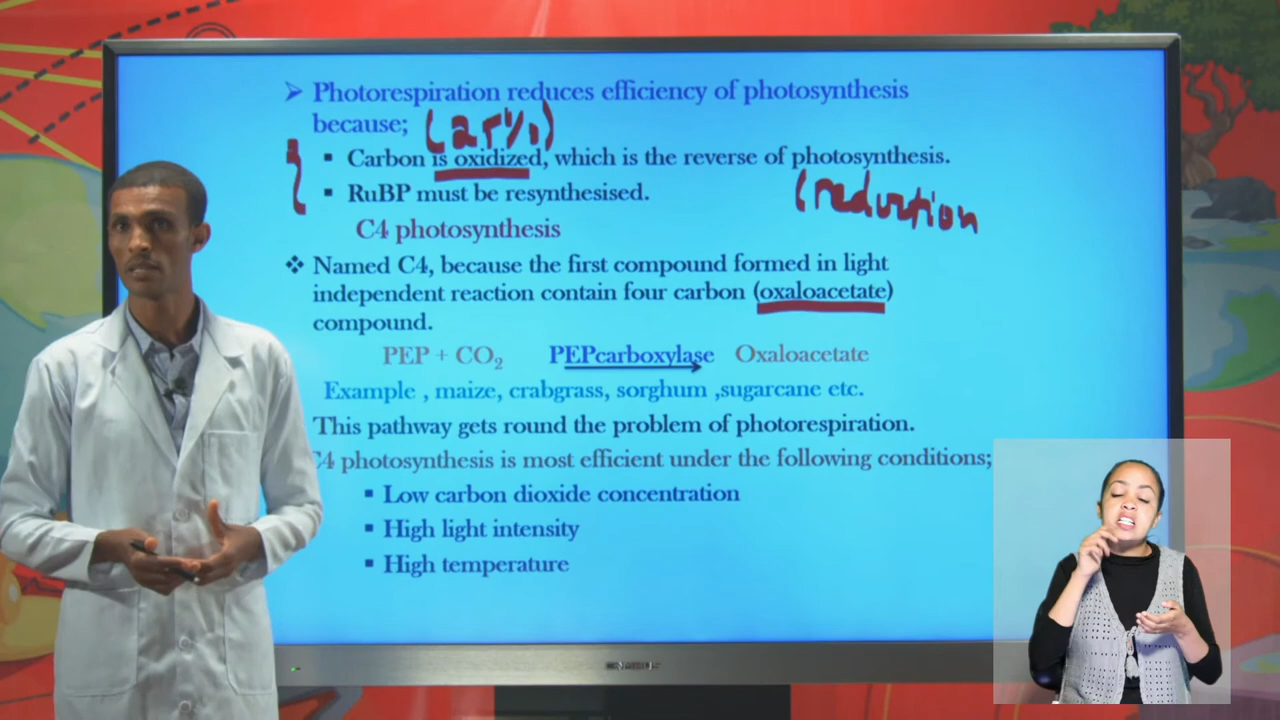 ➢ Photorespiration reduces efficiency of photosynthesis
because;
▪ Carbon is oxidized, which is the reverse of photosynthesis.
(reduction
▪ RuBP must be resynthesised.
C4 photosynthesis
❖ Named C4, because the first compound formed in light
independent reaction contain four carbon (oxaloacetate)
compound.
PEP + CO₂ PEPcarboxylase Oxaloacetate
Example , maize, crabgrass, sorghum ,sugarcane etc.
This pathway gets round the problem of photorespiration.
C4 photosynthesis is most efficient under the following conditions;
▪ Low carbon dioxide concentration
▪ High light intensity
▪ High temperature